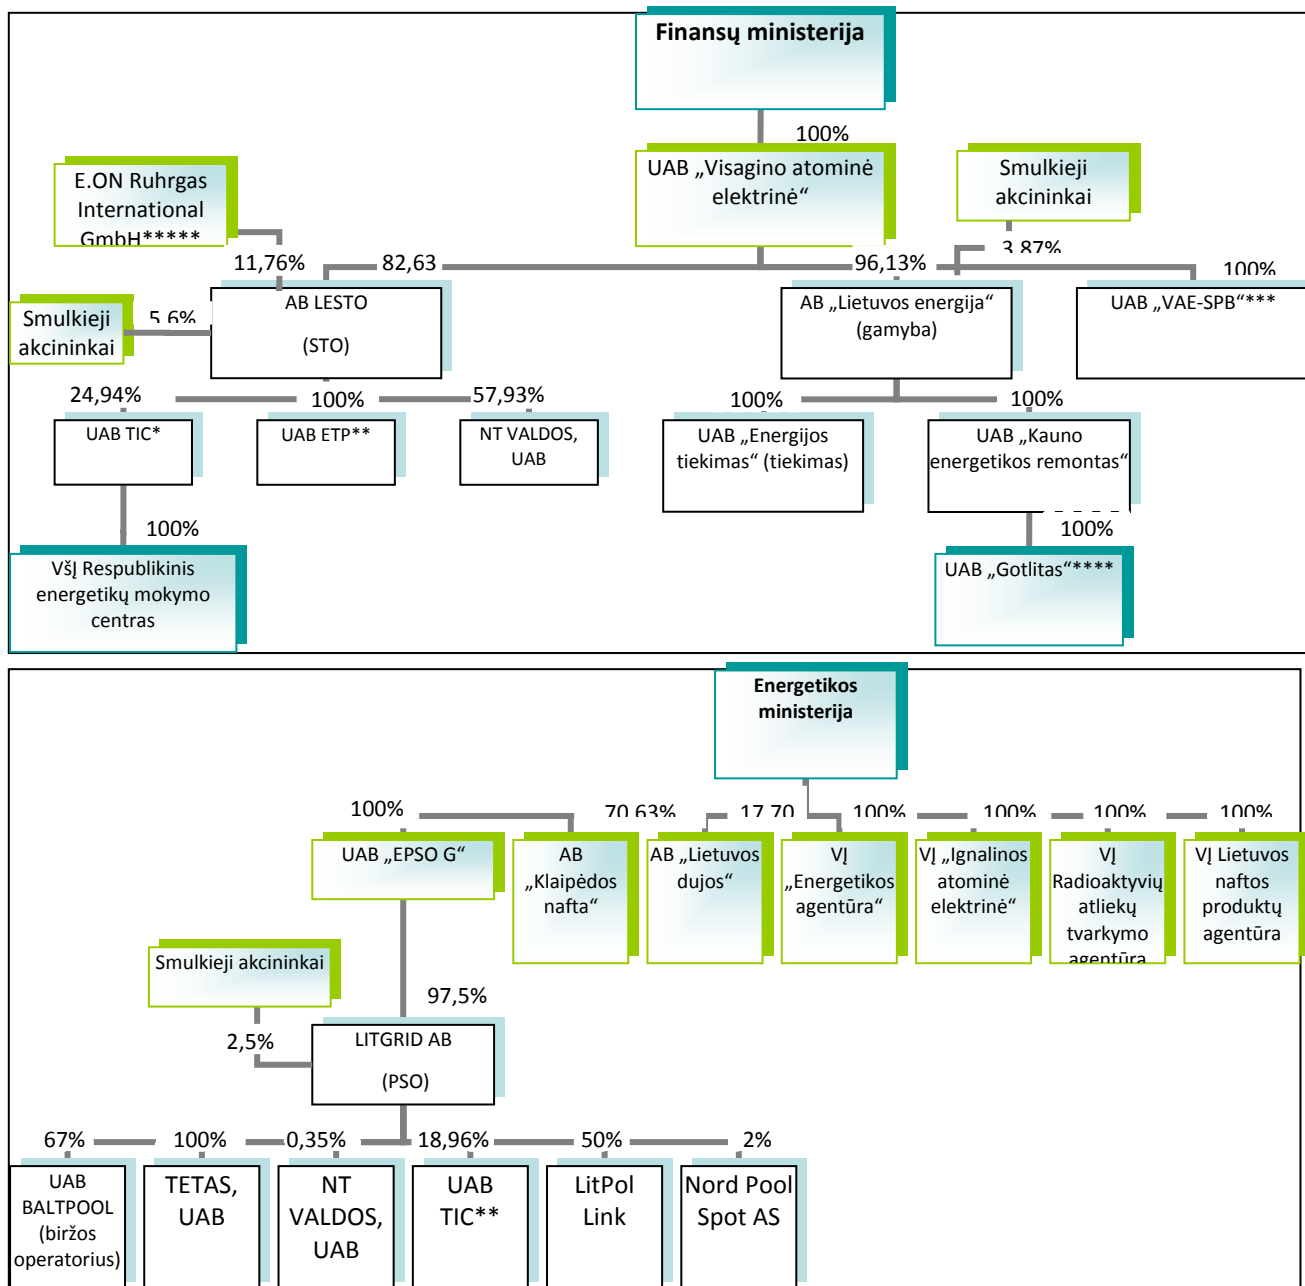 Finansų ministerija
100%
UAB „Visagino atominė
elektrinė“
Smulkieji
akcininkai
E.ON Ruhrgas
International
GmbH*****
3,87%
11,76%
82,63
96,13%
100%
AB LESTO
(STO)
AB „Lietuvos energija“
(gamyba)
UAB „VAE-SPB“***
Smulkieji
akcininkai
5,6%
24,94%
100%
57,93%
100%
100%
UAB TIC*
UAB ETP**
NT VALDOS,
UAB
UAB „Energijos
tiekimas“ (tiekimas)
UAB „Kauno
energetikos remontas“
100%
100%
VšĮ Respublikinis
energetikų mokymo
centras
UAB „Gotlitas“****
Energetikos
ministerija
100%
70,63%
17,70
100%
100%
100%
100%
UAB „EPSO G“
AB
„Klaipėdos
nafta“
AB „Lietuvos
dujos“
VĮ
„Energetikos
agentūra“
VĮ „Ignalinos
atominė
elektrinė“
VĮ
Radioaktyvių
atliekų
tvarkymo
agentūra
VĮ Lietuvos
naftos
produktų
agentūra
Smulkieji akcininkai
97,5%
2,5%
LITGRID AB
(PSO)
67%
100%
0,35%
18,96%
50%
2%
UAB
BALTPOOL
(biržos
operatorius)
TETAS,
UAB
NT
VALDOS,
UAB
UAB
TIC**
LitPol
Link
Nord Pool
Spot AS